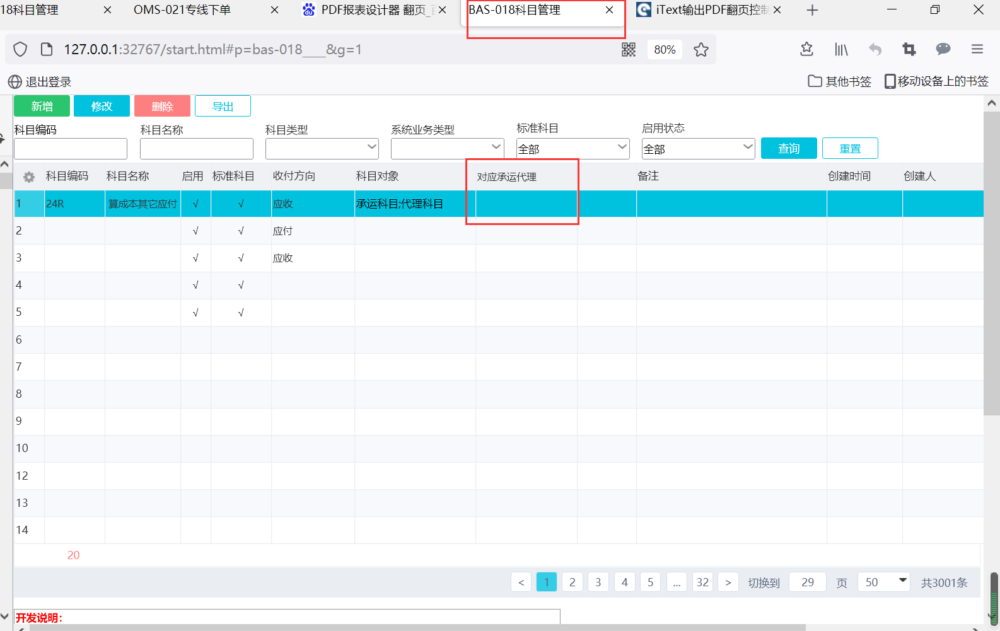 18科目管理
OMS-021专线下单
PDF报表设计器 翻页_
BAS-018科目管理
iText输出PDF翻页控制
127.0.0.1:32767/start.html#p=bas-018____&g=1
80%
退出登录
其他书签
移动设备上的书签
新增 修改 删除 导出
科目编码 科目名称 科目类型 系统业务类型 标准科目 启用状态
全部 全部 查询 重置
科目编码 科目名称 启用 标准科目 收付方向 科目对象 对应承运代理 备注 创建时间 创建人
1 24R 算成本其它应付 √ √ 应收 承运科目;代理科目
2 √ √ 应付
3 √ √ 应收
4 √ √
5 √ √
6
7
8
9
10
12
13
14
20
< 1 2 3 4 5 ... 32 > 切换到 29 页 50 共3001条
开发说明：